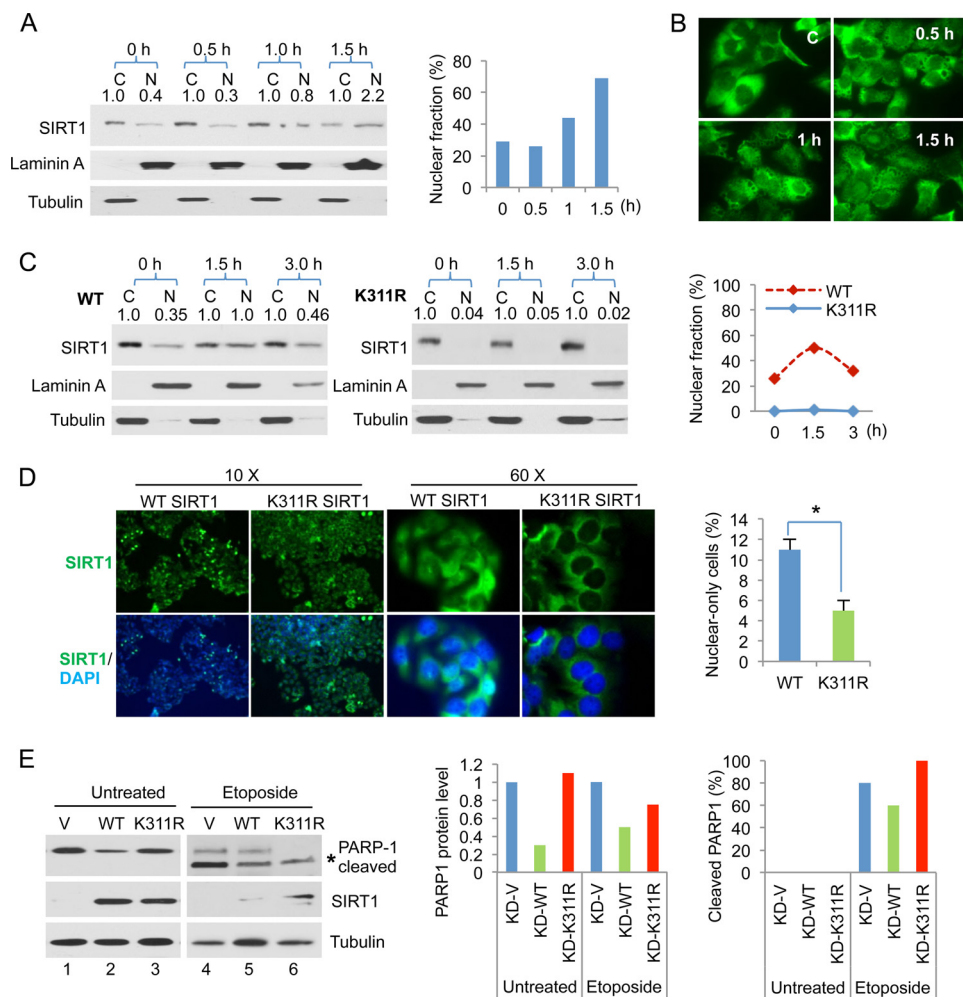 A
0 h 0.5 h 1.0 h 1.5 h
C N C N C N C N
1.0 0.4 1.0 0.3 1.0 0.8 1.0 2.2
SIRT1
Laminin A
Tubulin
Nuclear fraction (%)
80
60
40
20
0
0 0.5 1 1.5 (h)
B
C 0.5 h
1 h 1.5 h
C
0 h 1.5 h 3.0 h
WT
C N C N C N
1.0 0.35 1.0 1.0 1.0 0.46
SIRT1
Laminin A
Tubulin
0 h 1.5 h 3.0 h
K311R
C N C N C N
1.0 0.04 1.0 0.05 1.0 0.02
SIRT1
Laminin A
Tubulin
Nuclear fraction (%)
100
80
60
40
20
0
WT
K311R
0 1.5 3 (h)
D
10 X 60 X
WT SIRT1 K311R SIRT1 WT SIRT1 K311R SIRT1
SIRT1
SIRT1/
DAPI
Nuclear-only cells (%)
14
12
10
8
6
4
2
0
*
WT K311R
E
Untreated Etoposide
V WT K311R V WT K311R
PARP-1
* cleaved
SIRT1
Tubulin
1 2 3 4 5 6
PARP1 protein level
1.2
1
0.8
0.6
0.4
0.2
0
KD-V KD-WT KD-K311R KD-V KD-WT KD-K311R
Untreated Etoposide
Cleaved PARP1 (%)
100
80
60
40
20
0
KD-V KD-WT KD-K311R KD-V KD-WT KD-K311R
Untreated Etoposide